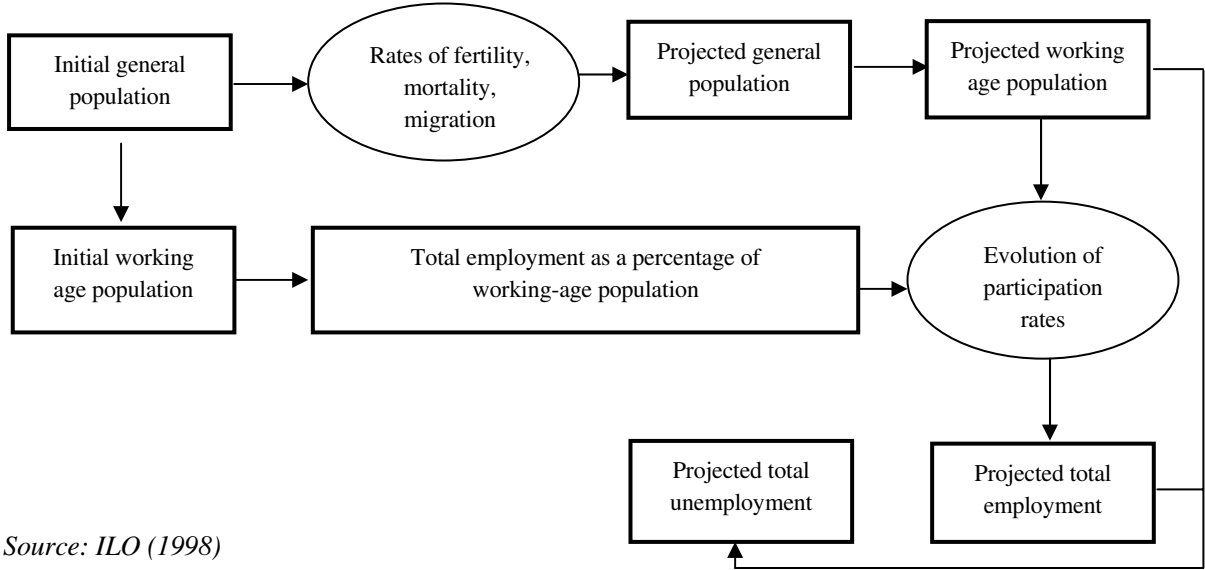 Initial general
population
Rates of fertility,
mortality,
migration
Projected general
population
Projected working
age population
Initial working
age population
Total employment as a percentage of
working-age population
Evolution of
participation
rates
Projected total
unemployment
Projected total
employment
Source: ILO (1998)